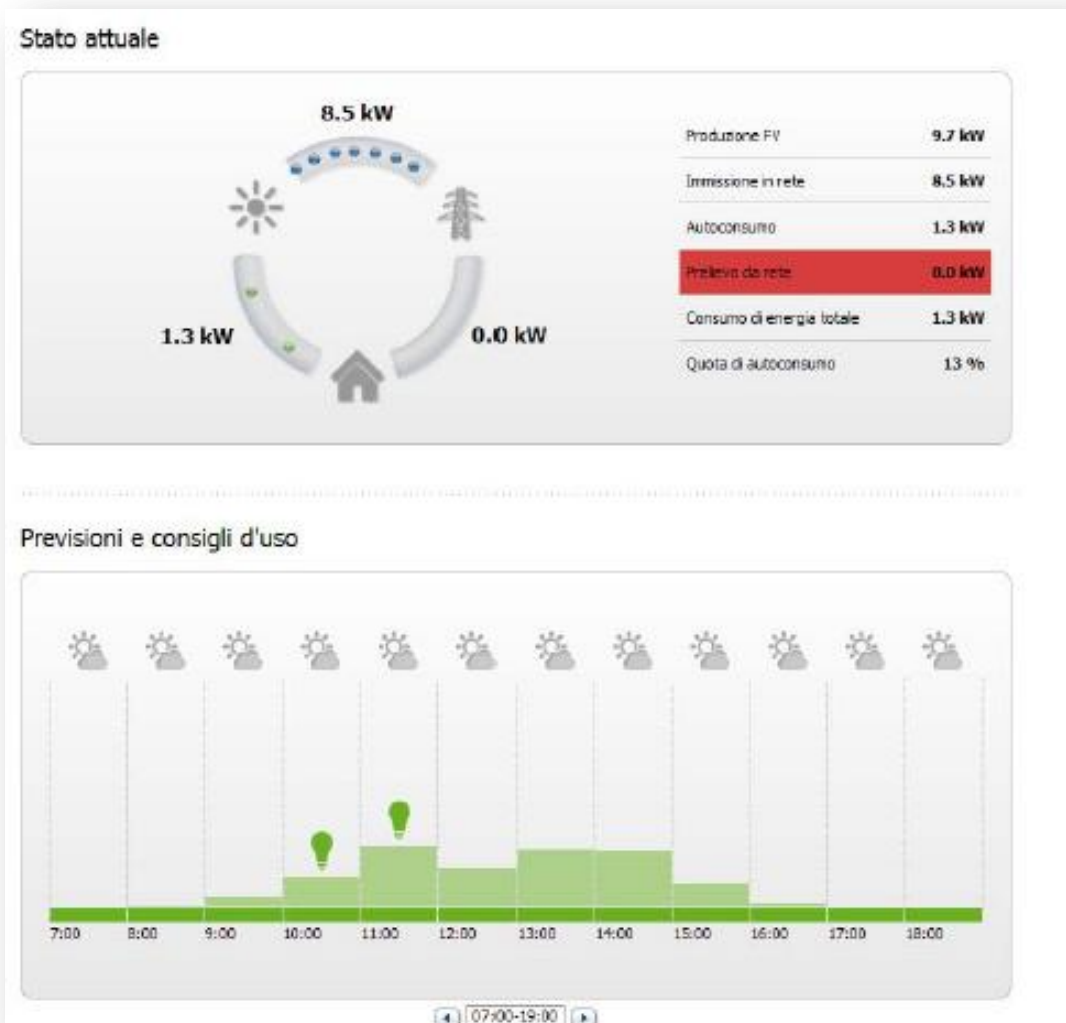 Stato attuale
8.5 kW
1.3 kW
0.0 kW
Produzione FV 9.7 kW
Immissione in rete 8.5 kW
Autoconsumo 1.3 kW
Prelievo da rete 0.0 kW
Consumo di energia totale 1.3 kW
Quota di autoconsumo 13 %
Previsioni e consigli d'uso
7:00 8:00 9:00 10:00 11:00 12:00 13:00 14:00 15:00 16:00 17:00 18:00
07:00-19:00